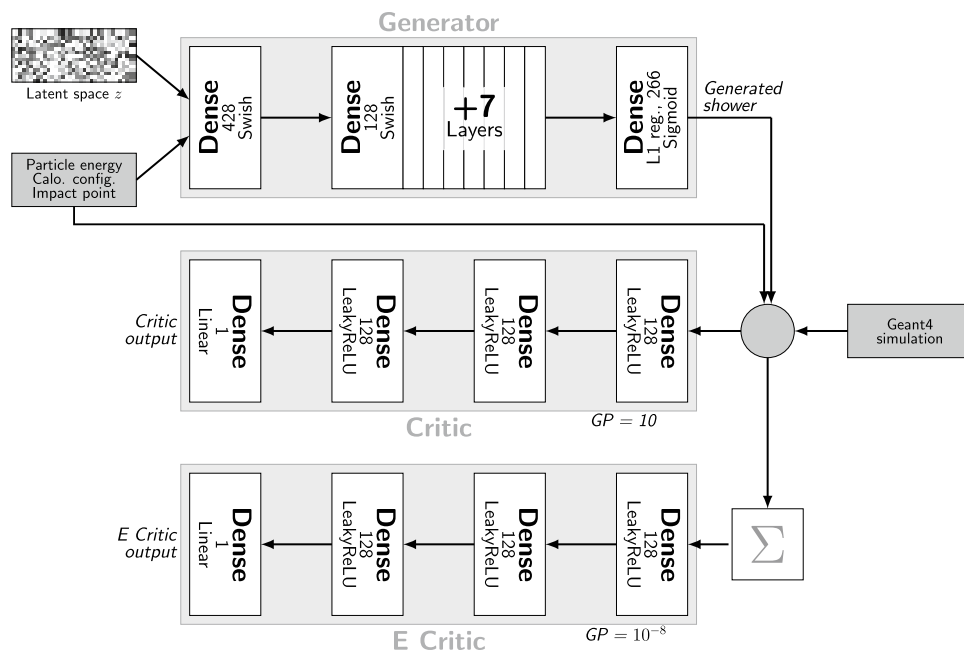 Generator
Latent space z
Particle energy
Calo. config.
Impact point
Dense
428
Swish
Dense
128
Swish
+7
Layers
Dense
L1 reg., 266
Sigmoid
Generated
shower
Critic
output
Dense
1
Linear
Dense
128
LeakyReLU
Dense
128
LeakyReLU
Dense
128
LeakyReLU
Geant4
simulation
Critic
GP = 10
E Critic
output
Dense
1
Linear
Dense
128
LeakyReLU
Dense
128
LeakyReLU
Dense
128
LeakyReLU
Σ
E Critic
GP = 10⁻⁸